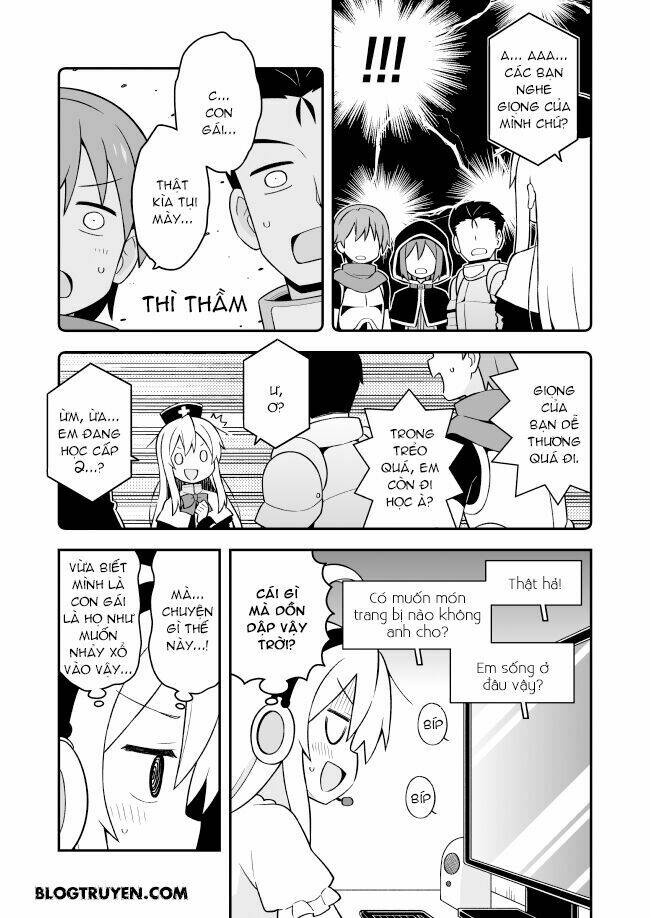 A... AAA...
CÁC BẠN
NGHE
GIỌNG CỦA
MÌNH CHỨ?
!!!
C...
CON
GÁI...
THẬT
KÌA TỤI
MÀY...
THÌ THẦM
GIỌNG
CỦA
BẠN DỄ
THƯƠNG
QUÁ ĐI.
TRONG
TRẺO
QUÁ, EM
CÒN ĐI
HỌC À?
Ư,
Ơ?
ỪM, ỪA...
EM ĐANG
HỌC CẤP
2...?
Thật hả!
Có muốn món
trang bị nào không
anh cho?
Em sống ở
đâu vậy?
BÍP
BÍP
CÁI GÌ
MÀ DỒN
DẬP VẬY
TRỜI!?
MÀ...
CHUYỆN
GÌ THẾ
NÀY...!
VỪA BIẾT
MÌNH LÀ
CON GÁI
LÀ HỌ NHƯ
MUỐN
NHẢY XỔ
VÀO VẬY...
BLOGTRUYEN.COM